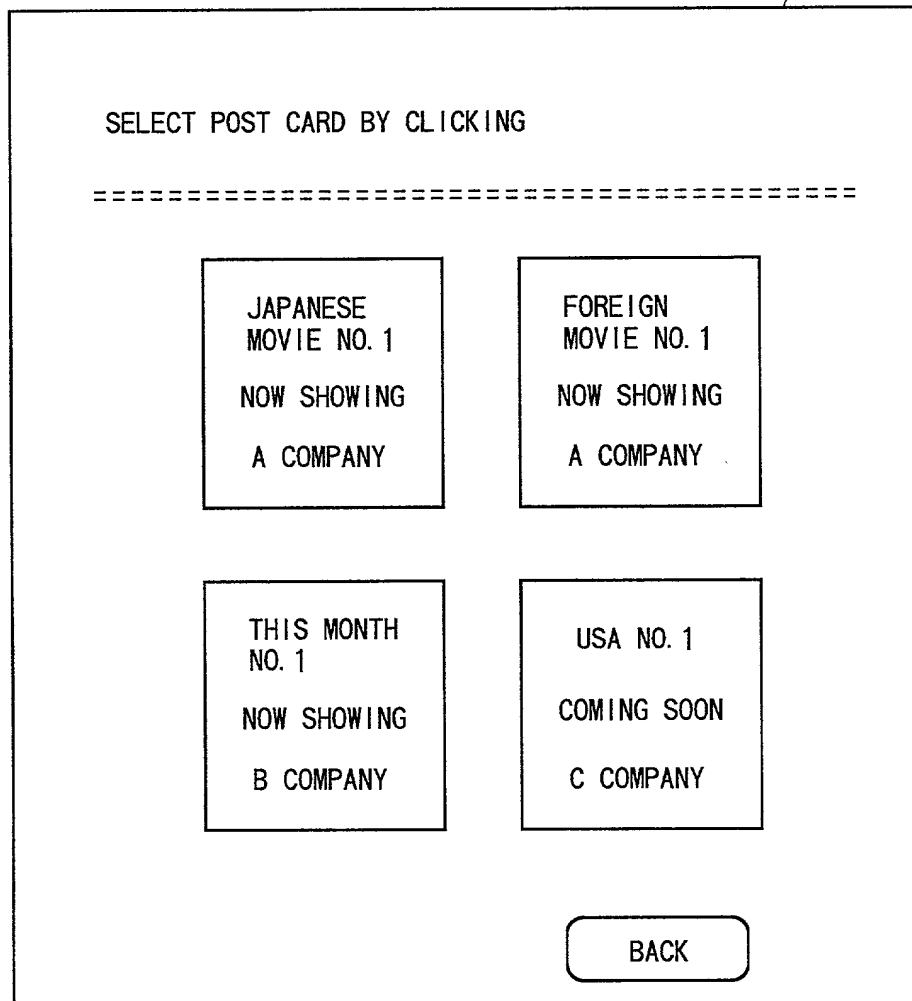 SELECT POST CARD BY CLICKING
=========================================
JAPANESE
MOVIE NO. 1
NOW SHOWING
A COMPANY
FOREIGN
MOVIE NO. 1
NOW SHOWING
A COMPANY
THIS MONTH
NO. 1
NOW SHOWING
B COMPANY
USA NO. 1
COMING SOON
C COMPANY
BACK